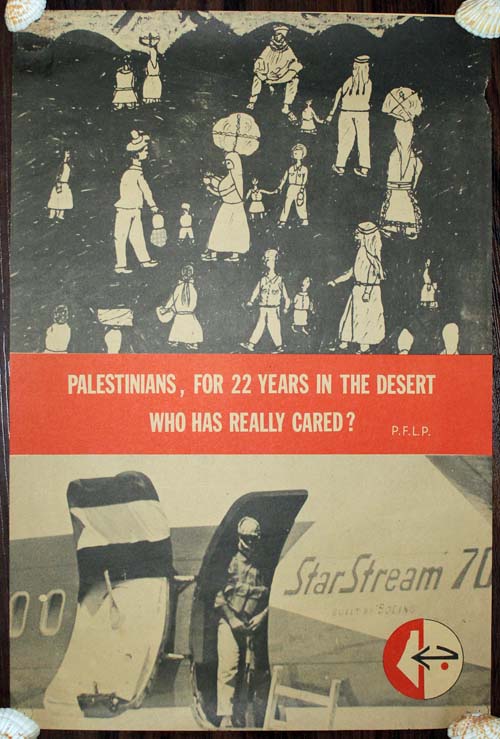 PALESTINIANS, FOR 22 YEARS IN THE DESERT
WHO HAS REALLY CARED?
P.F.L.P.
StarStream 70
BUILT BY BOEING